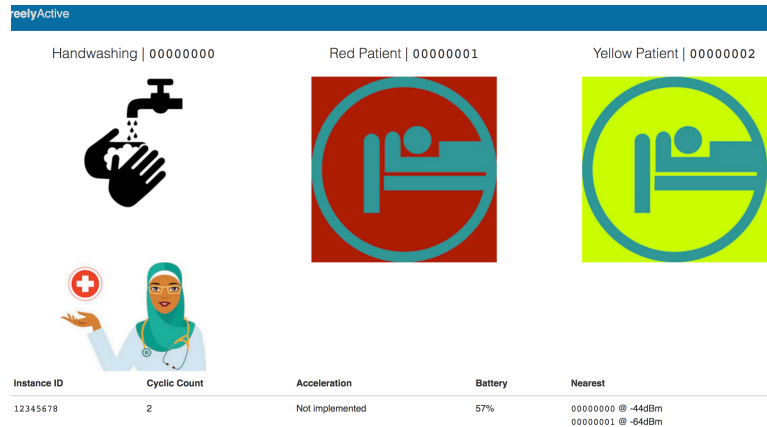 reelyActive
Handwashing | 00000000
Red Patient | 00000001
Yellow Patient | 00000002
Instance ID Cyclic Count Acceleration Battery Nearest
12345678 2 Not implemented 57% 00000000 @ -44dBm
00000001 @ -64dBm